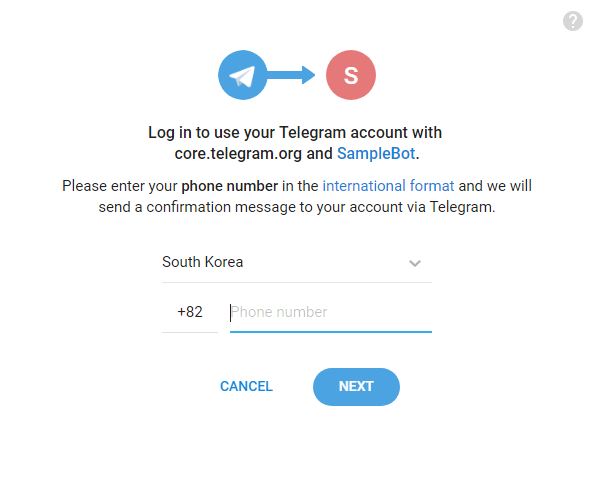 ?
S
Log in to use your Telegram account with
core.telegram.org and SampleBot.
Please enter your phone number in the international format and we will
send a confirmation message to your account via Telegram.
South Korea
+82 Phone number
CANCEL NEXT